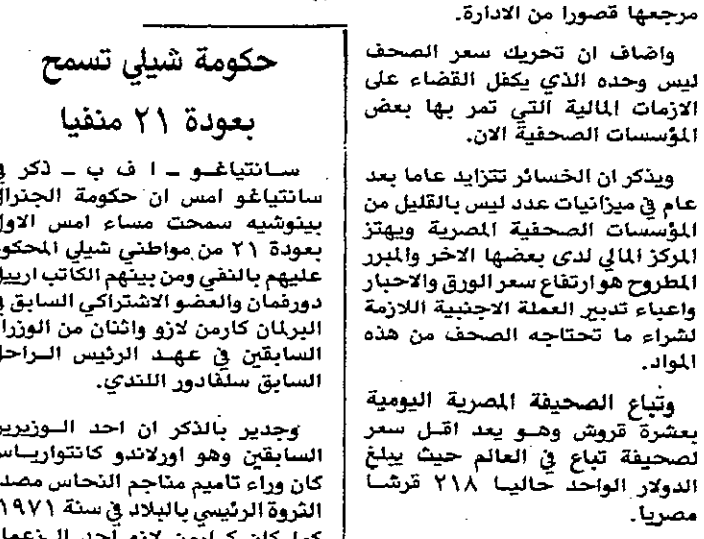 مرجعها قصورا من الادارة.
واضاف ان تحريك سعر الصحف
ليس وحده الذي يكفل القضاء على
الازمات المالية التي تمر بها بعض
المؤسسات الصحفية الان.
ويذكر ان الخسائر تتزايد عاما بعد
عام في ميزانيات عدد ليس بالقليل من
المؤسسات الصحفية المصرية ويهتز
المركز المالي لدى بعضها الاخر والمبرر
المطروح هو ارتفاع سعر الورق والاحبار
واعباء تدبير العملة الاجنبية اللازمة
لشراء ما تحتاجه الصحف من هذه
المواد.
وتباع الصحيفة المصرية اليومية
بعشرة قروش وهو يعد اقل سعر
لصحيفة تباع في العالم حيث يبلغ
الدولار الواحد حاليا ٢١٨ قرشا
مصريا.
حكومة شيلي تسمح
بعودة ٢١ منفيا
سانتياغو ـ ا ف ب ـ ذكر في
سانتياغو امس ان حكومة الجنرال
بينوشيه سمحت مساء امس الاول
بعودة ٢١ من مواطني شيلي المحكو
عليهم بالنفي ومن بينهم الكاتب ارييل
دورفمان والعضو الاشتراكي السابق في
البرلمان كارمن لازو واثنان من الوزرا
السابقين في عهد الرئيس الراحل
السابق سلفادور اللندي.
وجدير بالذكر ان احد الوزيرين
السابقين وهو اورلاندو كانتوارياس
كان وراء تاميم مناجم النحاس مصد
الثروة الرئيسي بالبلاد في سنة ١٩٧١